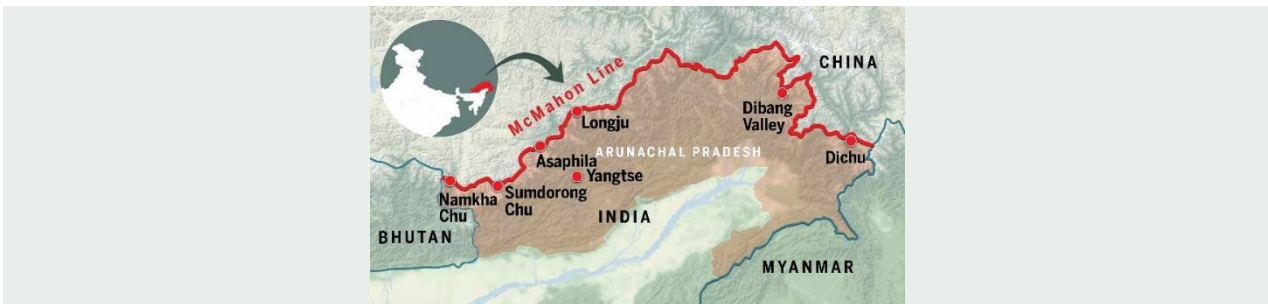 McMahon Line
CHINA
Dibang
Valley
Longju
Asaphila
ARUNACHAL PRADESH
Dichu
Yangtse
Namkha
Chu
Sumdorong
Chu
INDIA
BHUTAN
MYANMAR